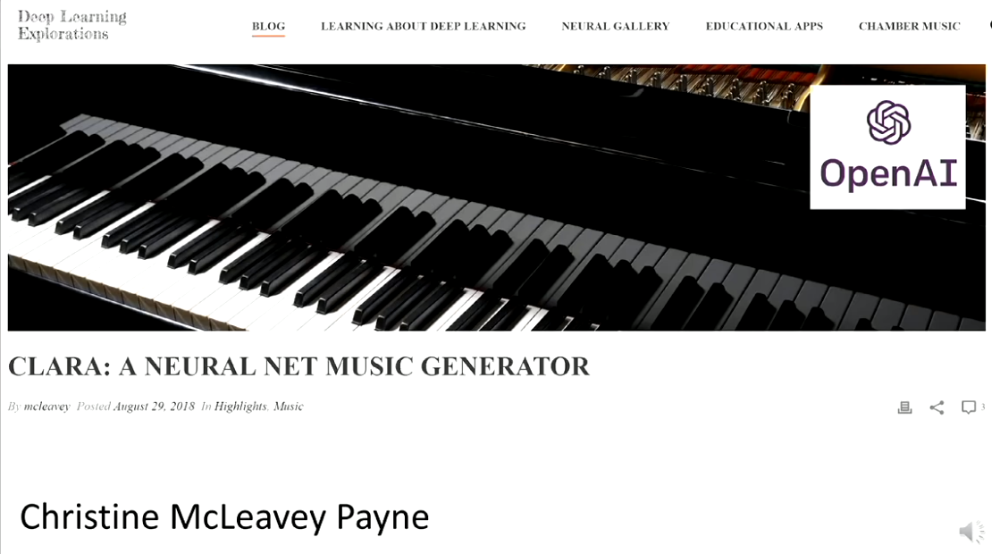 Deep Learning
Explorations
BLOG
LEARNING ABOUT DEEP LEARNING
NEURAL GALLERY
EDUCATIONAL APPS
CHAMBER MUSIC
OpenAI
CLARA: A NEURAL NET MUSIC GENERATOR
By mcleavey Posted August 29, 2018 In Highlights, Music
3
Christine McLeavey Payne